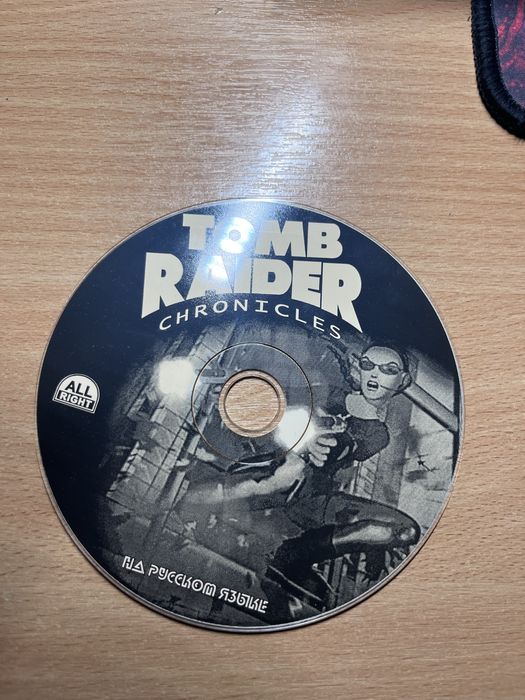 TOMB
RAIDER
CHRONICLES
ALL
RIGHT
НА РУССКОМ ЯЗЫКЕ